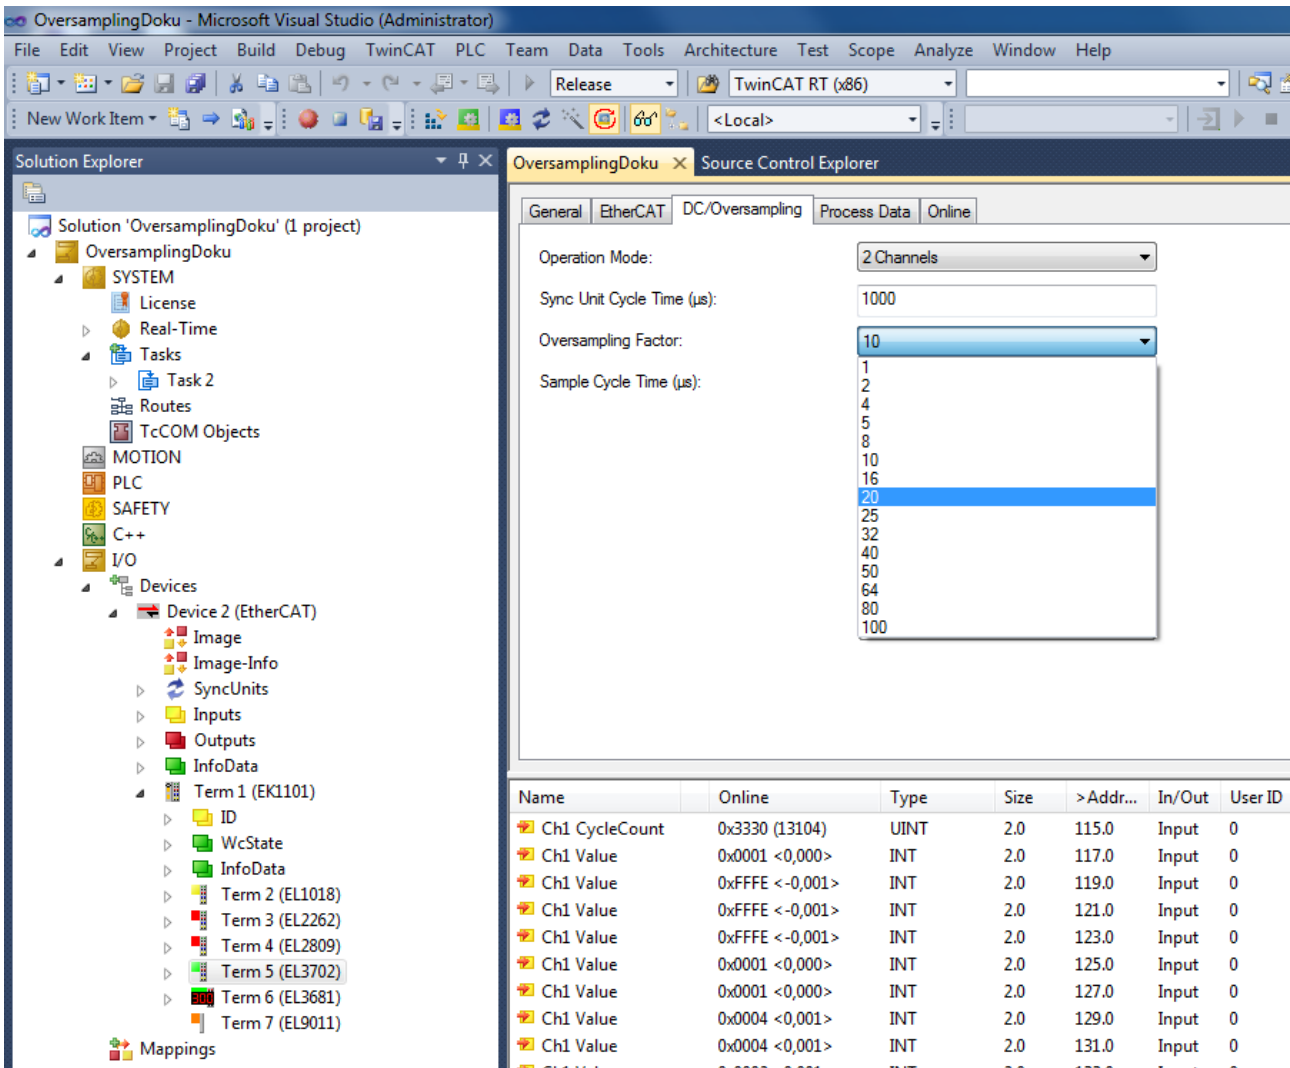 OversamplingDoku - Microsoft Visual Studio (Administrator)
File Edit View Project Build Debug TwinCAT PLC Team Data Tools Architecture Test Scope Analyze Window Help
Release TwinCAT RT (x86)
New Work Item <Local>
Solution Explorer
Solution 'OversamplingDoku' (1 project)
OversamplingDoku
SYSTEM
License
Real-Time
Tasks
Task 2
Routes
TcCOM Objects
MOTION
PLC
SAFETY
C++
I/O
Devices
Device 2 (EtherCAT)
Image
Image-Info
SyncUnits
Inputs
Outputs
InfoData
Term 1 (EK1101)
ID
WcState
InfoData
Term 2 (EL1018)
Term 3 (EL2262)
Term 4 (EL2809)
Term 5 (EL3702)
Term 6 (EL3681)
Term 7 (EL9011)
Mappings
OversamplingDoku Source Control Explorer
General EtherCAT DC/Oversampling Process Data Online
Operation Mode: 2 Channels
Sync Unit Cycle Time (µs): 1000
Oversampling Factor: 10
Sample Cycle Time (µs):
1
2
4
5
8
10
16
20
25
32
40
50
64
80
100
Name Online Type Size >Addr... In/Out User ID
Ch1 CycleCount 0x3330 (13104) UINT 2.0 115.0 Input 0
Ch1 Value 0x0001 <0,000> INT 2.0 117.0 Input 0
Ch1 Value 0xFFFE <-0,001> INT 2.0 119.0 Input 0
Ch1 Value 0xFFFE <-0,001> INT 2.0 121.0 Input 0
Ch1 Value 0xFFFE <-0,001> INT 2.0 123.0 Input 0
Ch1 Value 0x0001 <0,000> INT 2.0 125.0 Input 0
Ch1 Value 0x0001 <0,000> INT 2.0 127.0 Input 0
Ch1 Value 0x0004 <0,001> INT 2.0 129.0 Input 0
Ch1 Value 0x0004 <0,001> INT 2.0 131.0 Input 0